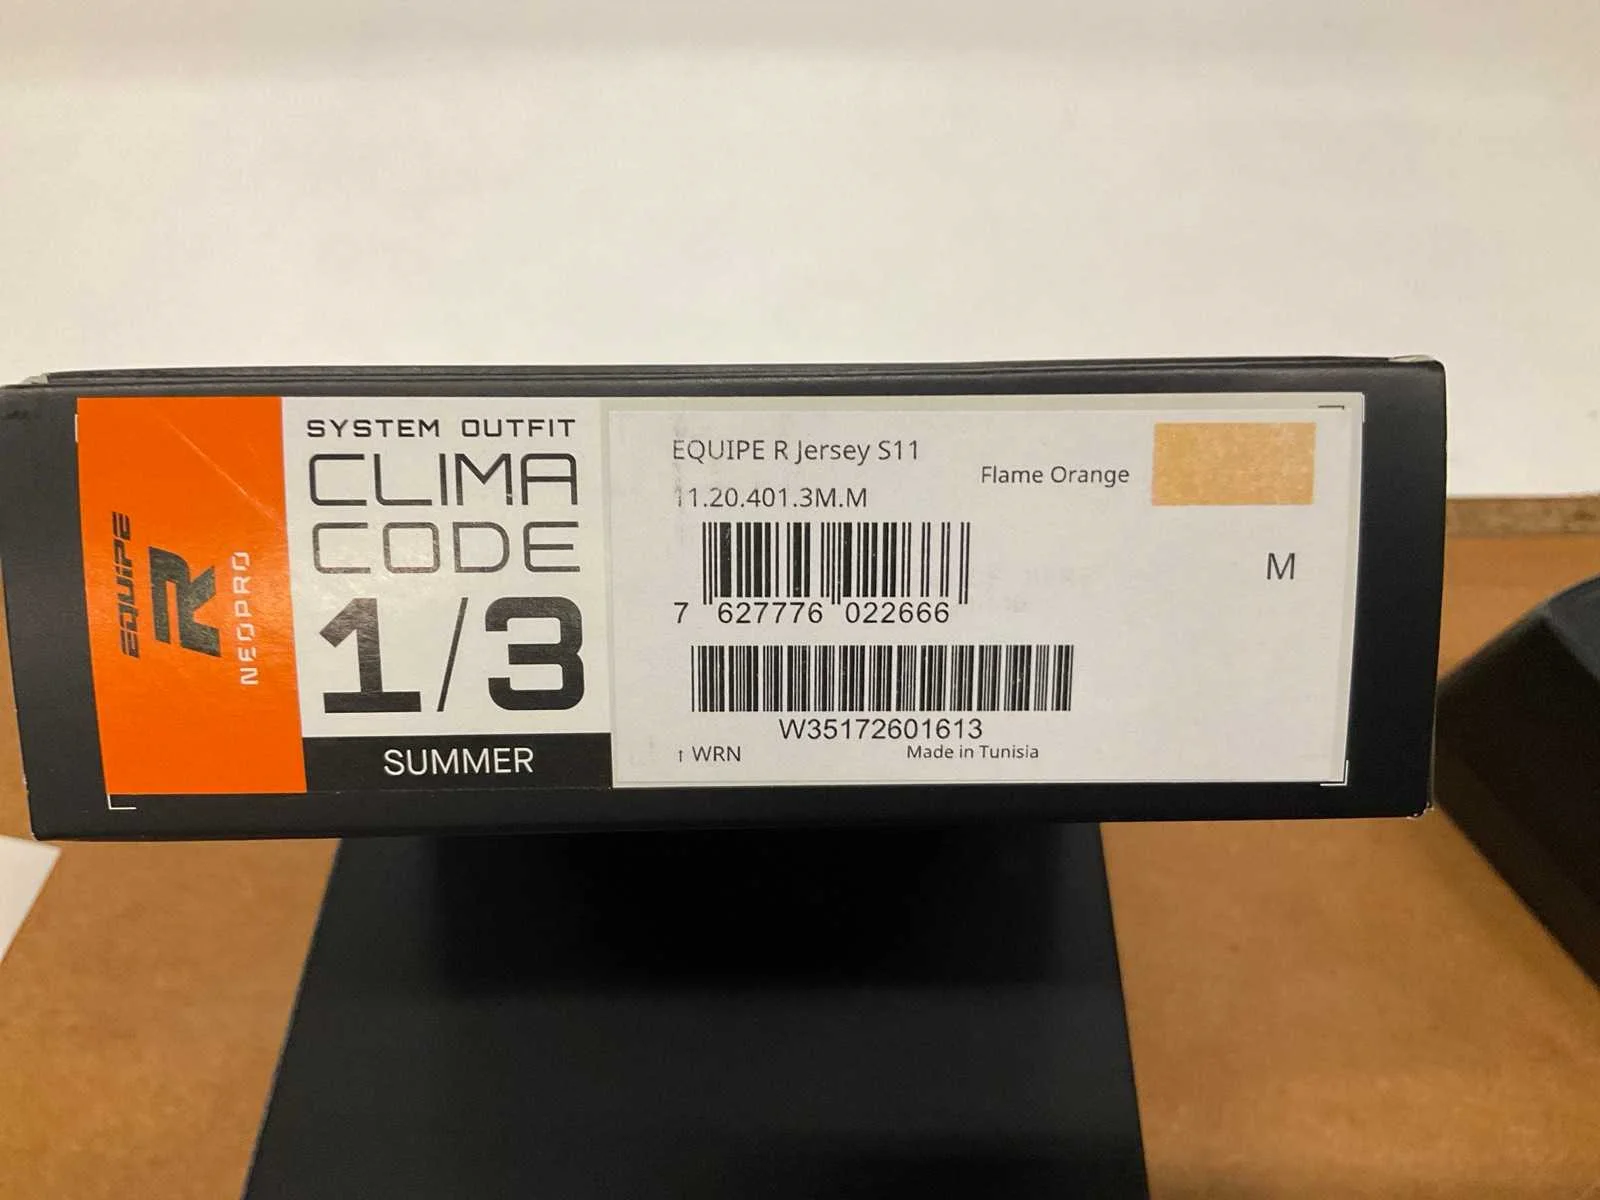 EQUIPE
R
NEOPRO
SYSTEM OUTFIT
CLIMA
CODE
1/3
SUMMER
EQUIPE R Jersey S11
11.20.401.3M.M
Flame Orange
M
7 627776 022666
W35172601613
↑ WRN
Made in Tunisia